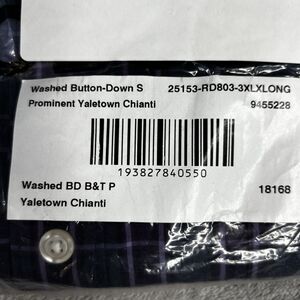 Washed Button-Down S 25153-RD803-3XLXLONG
Prominent Yaletown Chianti 9455228
193827840550
Washed BD B&T P 18168
Yaletown Chianti